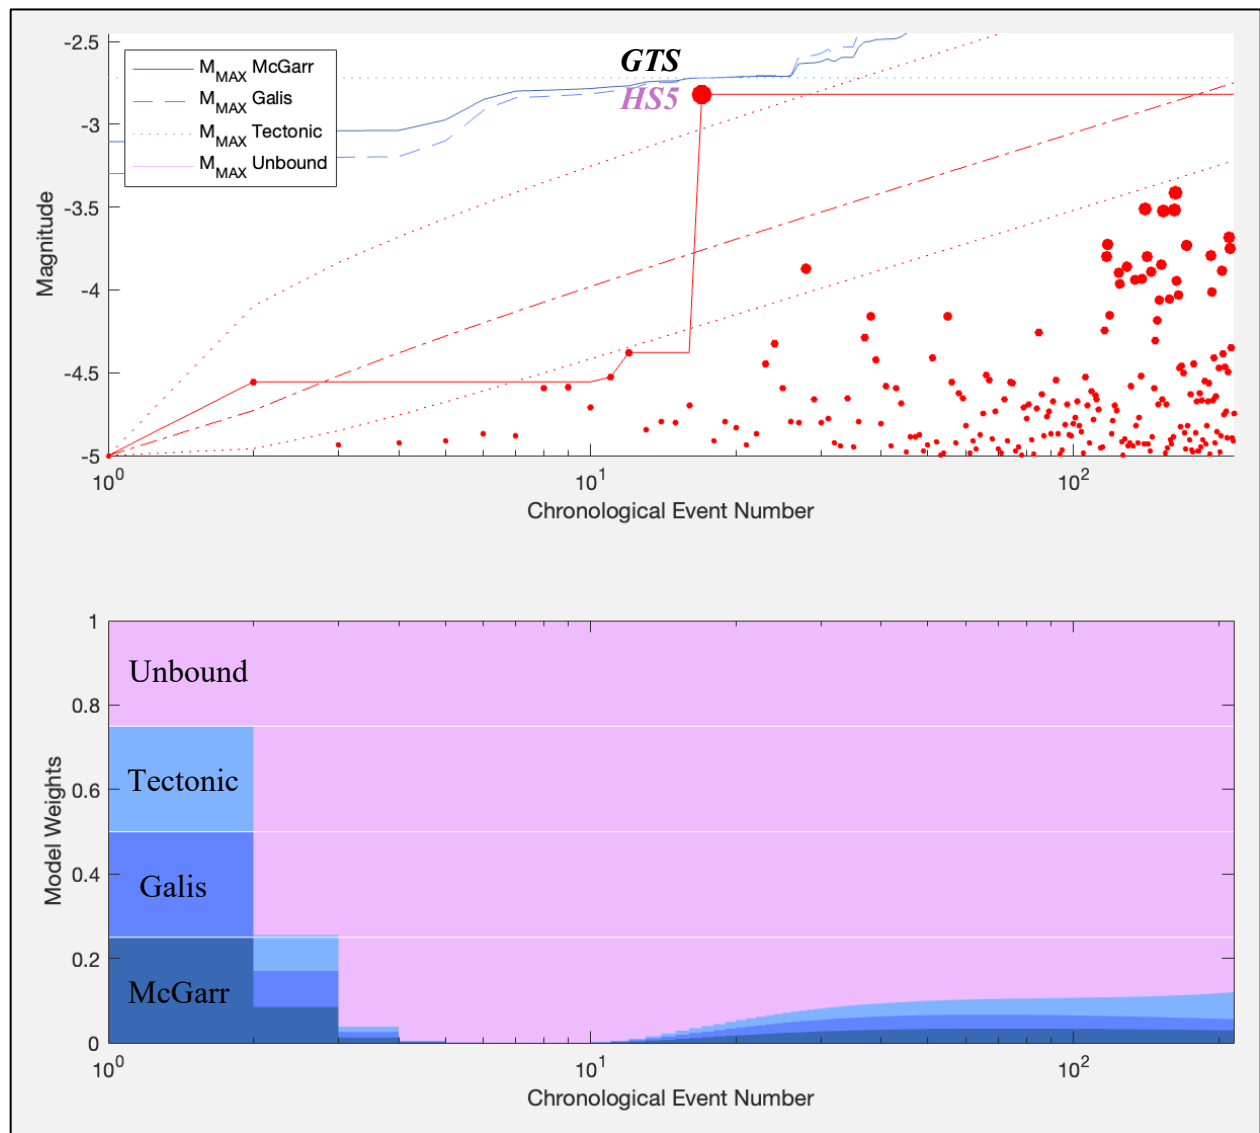 -2.5
-3
-3.5
-4
-4.5
-5
Magnitude
M_MAX McGarr
M_MAX Galis
M_MAX Tectonic
M_MAX Unbound
GTS
HS5
10^0
10^1
10^2
Chronological Event Number
1
0.8
0.6
0.4
0.2
0
Model Weights
Unbound
Tectonic
Galis
McGarr
10^0
10^1
10^2
Chronological Event Number